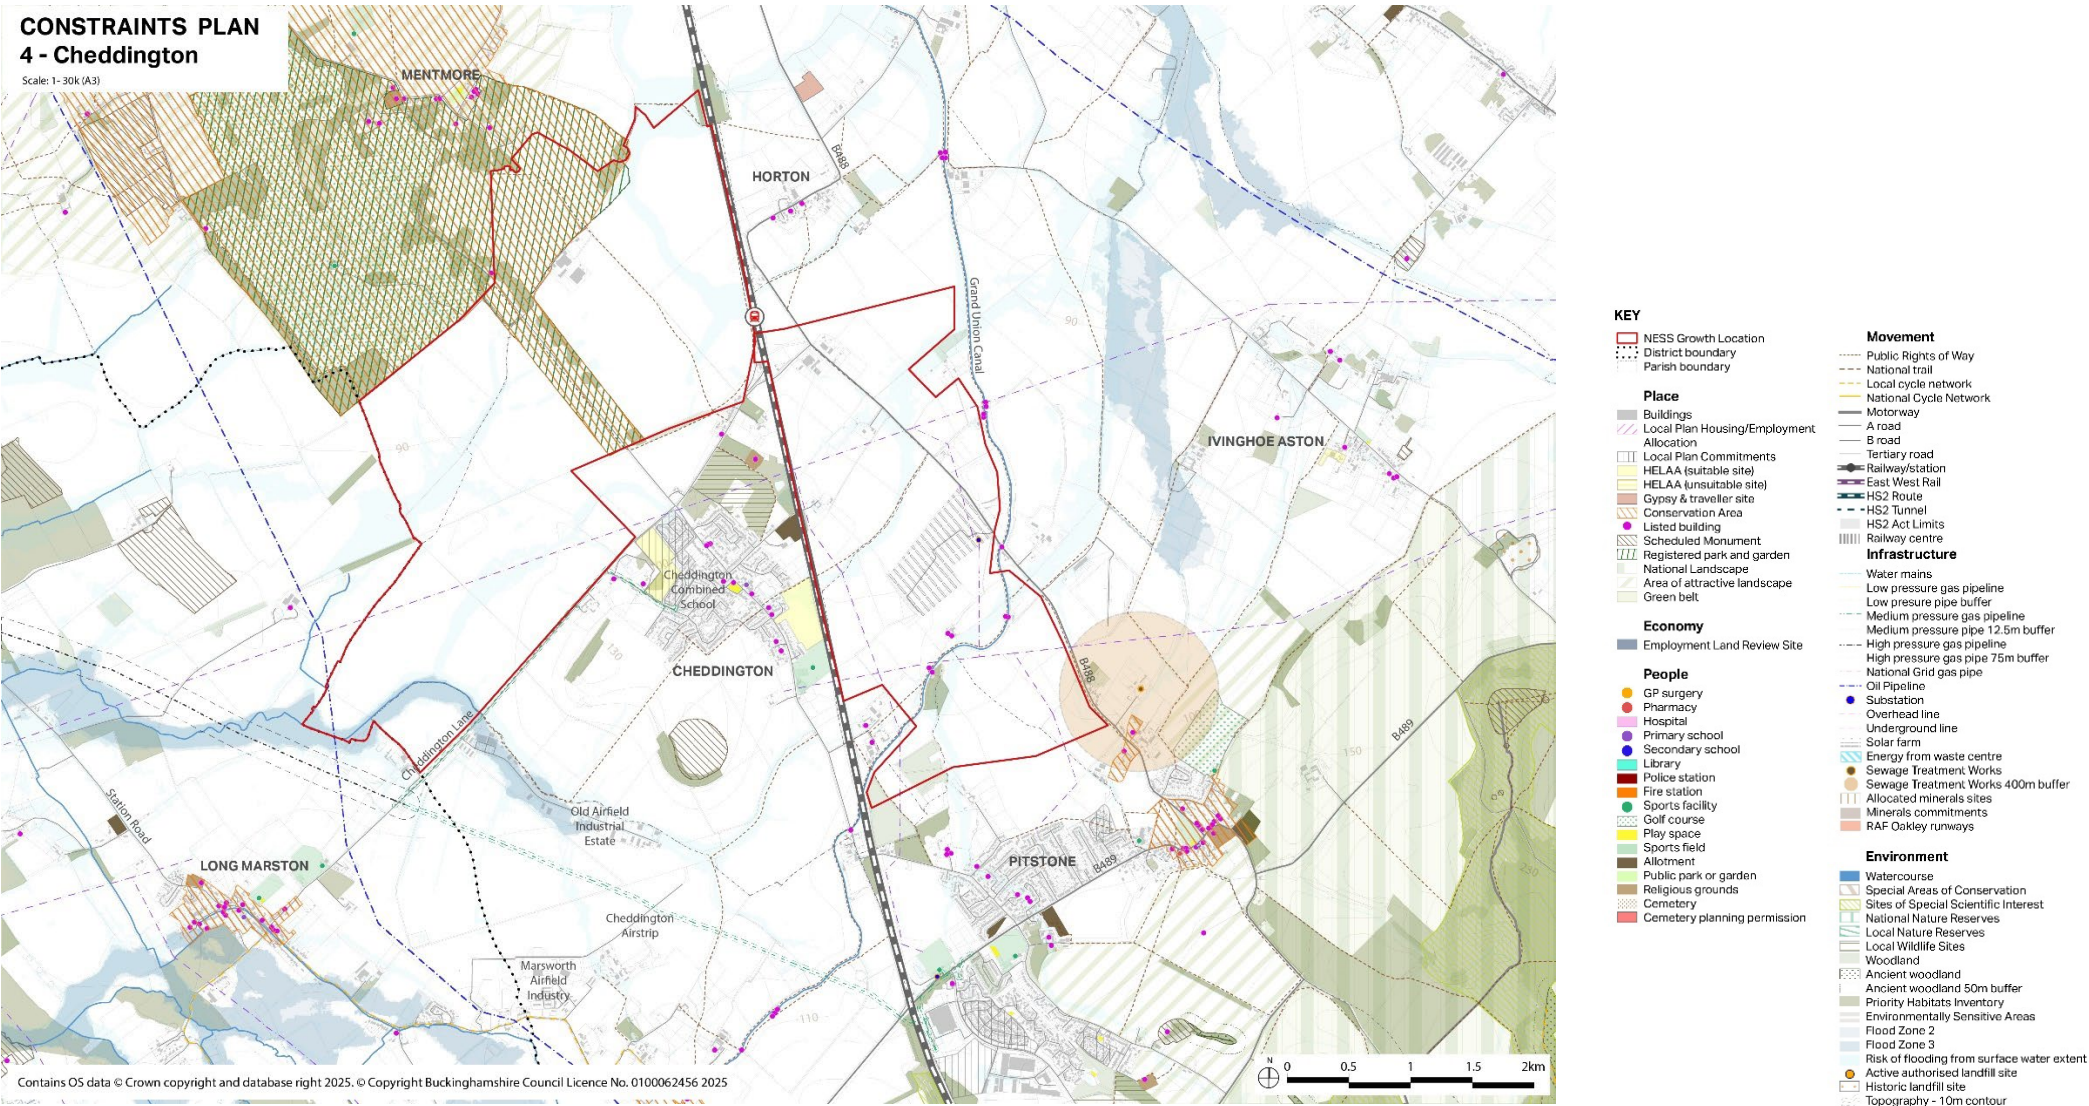 CONSTRAINTS PLAN
4 - Cheddington
Scale: 1- 30k (A3)
MENTMORE
HORTON
B488
Grand Union Canal
90
IVINGHOE ASTON
90
Cheddington
Combined
School
130
CHEDDINGTON
B488
150
B489
Cheddington Lane
Station Road
Old Airfield
Industrial
Estate
LONG MARSTON
PITSTONE
B489
230
Cheddington
Airstrip
Marsworth
Airfield
Industry
110
N
0 0.5 1 1.5 2km
Contains OS data © Crown copyright and database right 2025. © Copyright Buckinghamshire Council Licence No. 0100062456 2025
KEY
NESS Growth Location
District boundary
Parish boundary
Place
Buildings
Local Plan Housing/Employment
Allocation
Local Plan Commitments
HELAA (suitable site)
HELAA (unsuitable site)
Gypsy & traveller site
Conservation Area
Listed building
Scheduled Monument
Registered park and garden
National Landscape
Area of attractive landscape
Green belt
Economy
Employment Land Review Site
People
GP surgery
Pharmacy
Hospital
Primary school
Secondary school
Library
Police station
Fire station
Sports facility
Golf course
Play space
Sports field
Allotment
Public park or garden
Religious grounds
Cemetery
Cemetery planning permission
Movement
Public Rights of Way
National trail
Local cycle network
National Cycle Network
Motorway
A road
B road
Tertiary road
Railway/station
East West Rail
HS2 Route
HS2 Tunnel
HS2 Act Limits
Railway centre
Infrastructure
Water mains
Low pressure gas pipeline
Low presure pipe buffer
Medium pressure gas pipeline
Medium pressure pipe 12.5m buffer
High pressure gas pipeline
High pressure gas pipe 75m buffer
National Grid gas pipe
Oil Pipeline
Substation
Overhead line
Underground line
Solar farm
Energy from waste centre
Sewage Treatment Works
Sewage Treatment Works 400m buffer
Allocated minerals sites
Minerals commitments
RAF Oakley runways
Environment
Watercourse
Special Areas of Conservation
Sites of Special Scientific Interest
National Nature Reserves
Local Nature Reserves
Local Wildlife Sites
Woodland
Ancient woodland
Ancient woodland 50m buffer
Priority Habitats Inventory
Environmentally Sensitive Areas
Flood Zone 2
Flood Zone 3
Risk of flooding from surface water extent
Active authorised landfill site
Historic landfill site
Topography - 10m contour